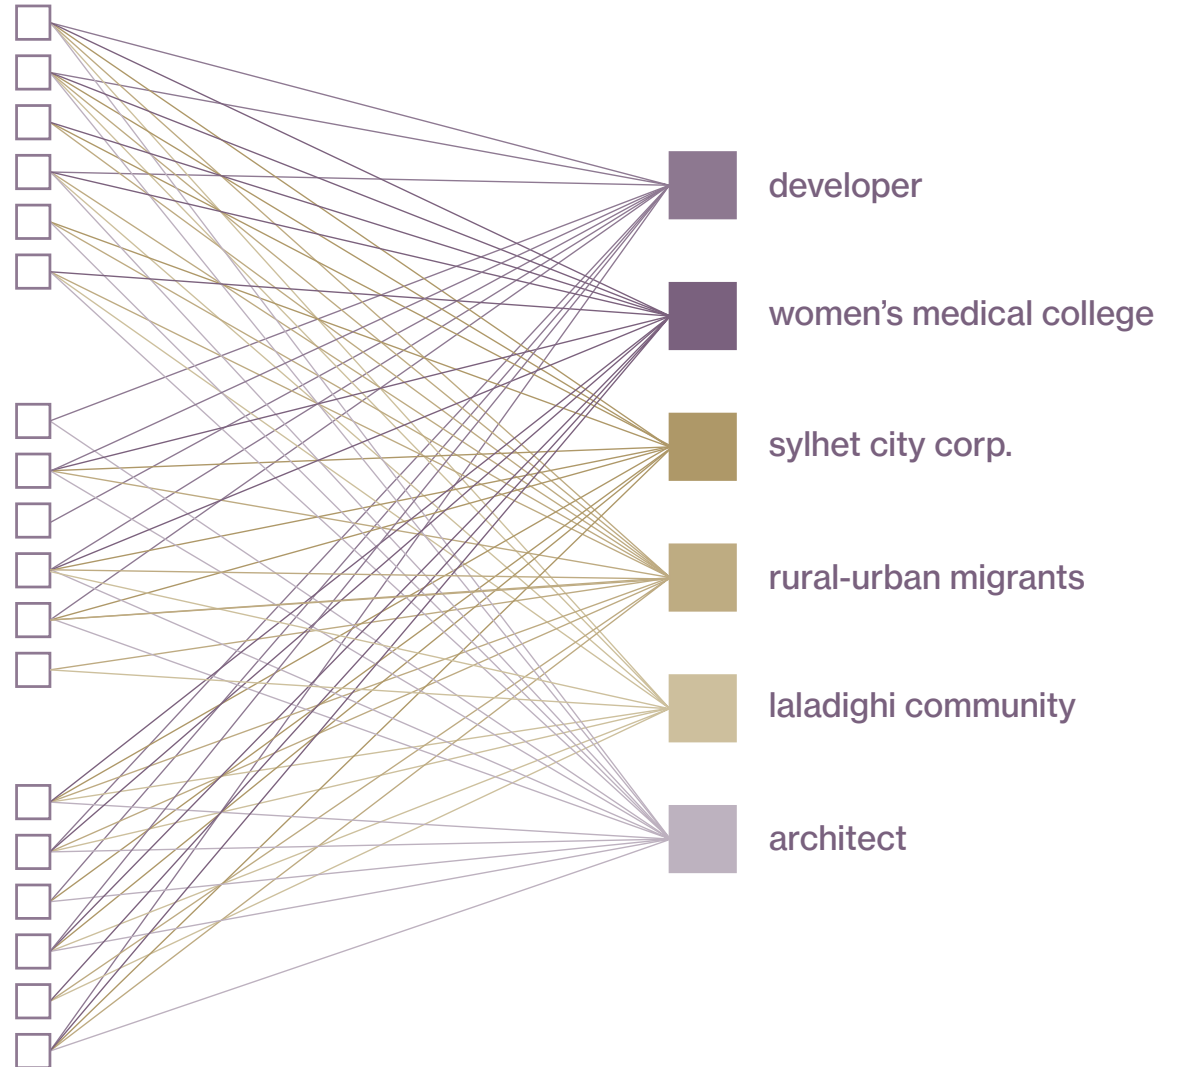 developer
women’s medical college
sylhet city corp.
rural-urban migrants
laladighi community
architect